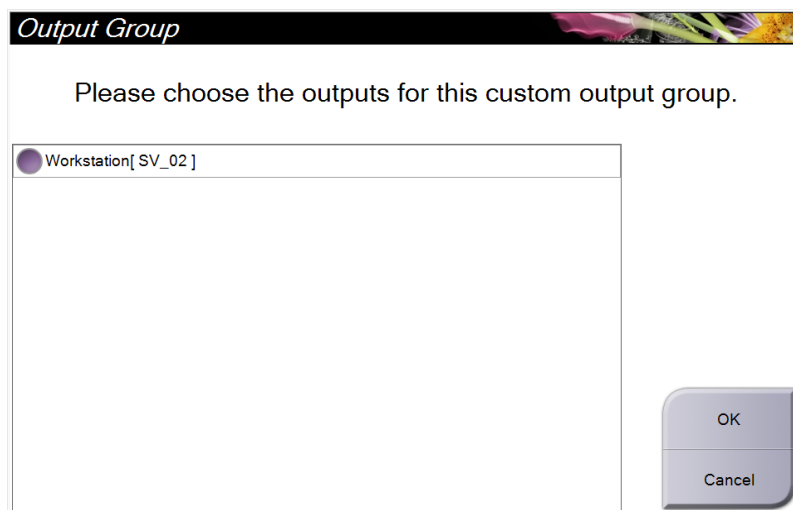 Output Group
Please choose the outputs for this custom output group.
Workstation[ SV_02 ]
OK
Cancel